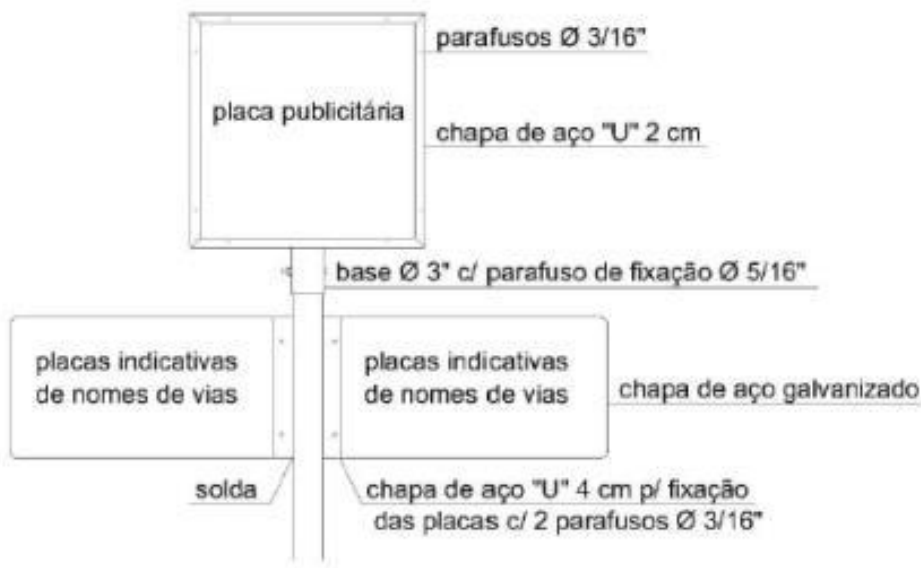 parafusos Ø 3/16"
placa publicitária
chapa de aço "U" 2 cm
base Ø 3" c/ parafuso de fixação Ø 5/16"
placas indicativas
de nomes de vias
placas indicativas
de nomes de vias
chapa de aço galvanizado
solda
chapa de aço "U" 4 cm p/ fixação
das placas c/ 2 parafusos Ø 3/16"